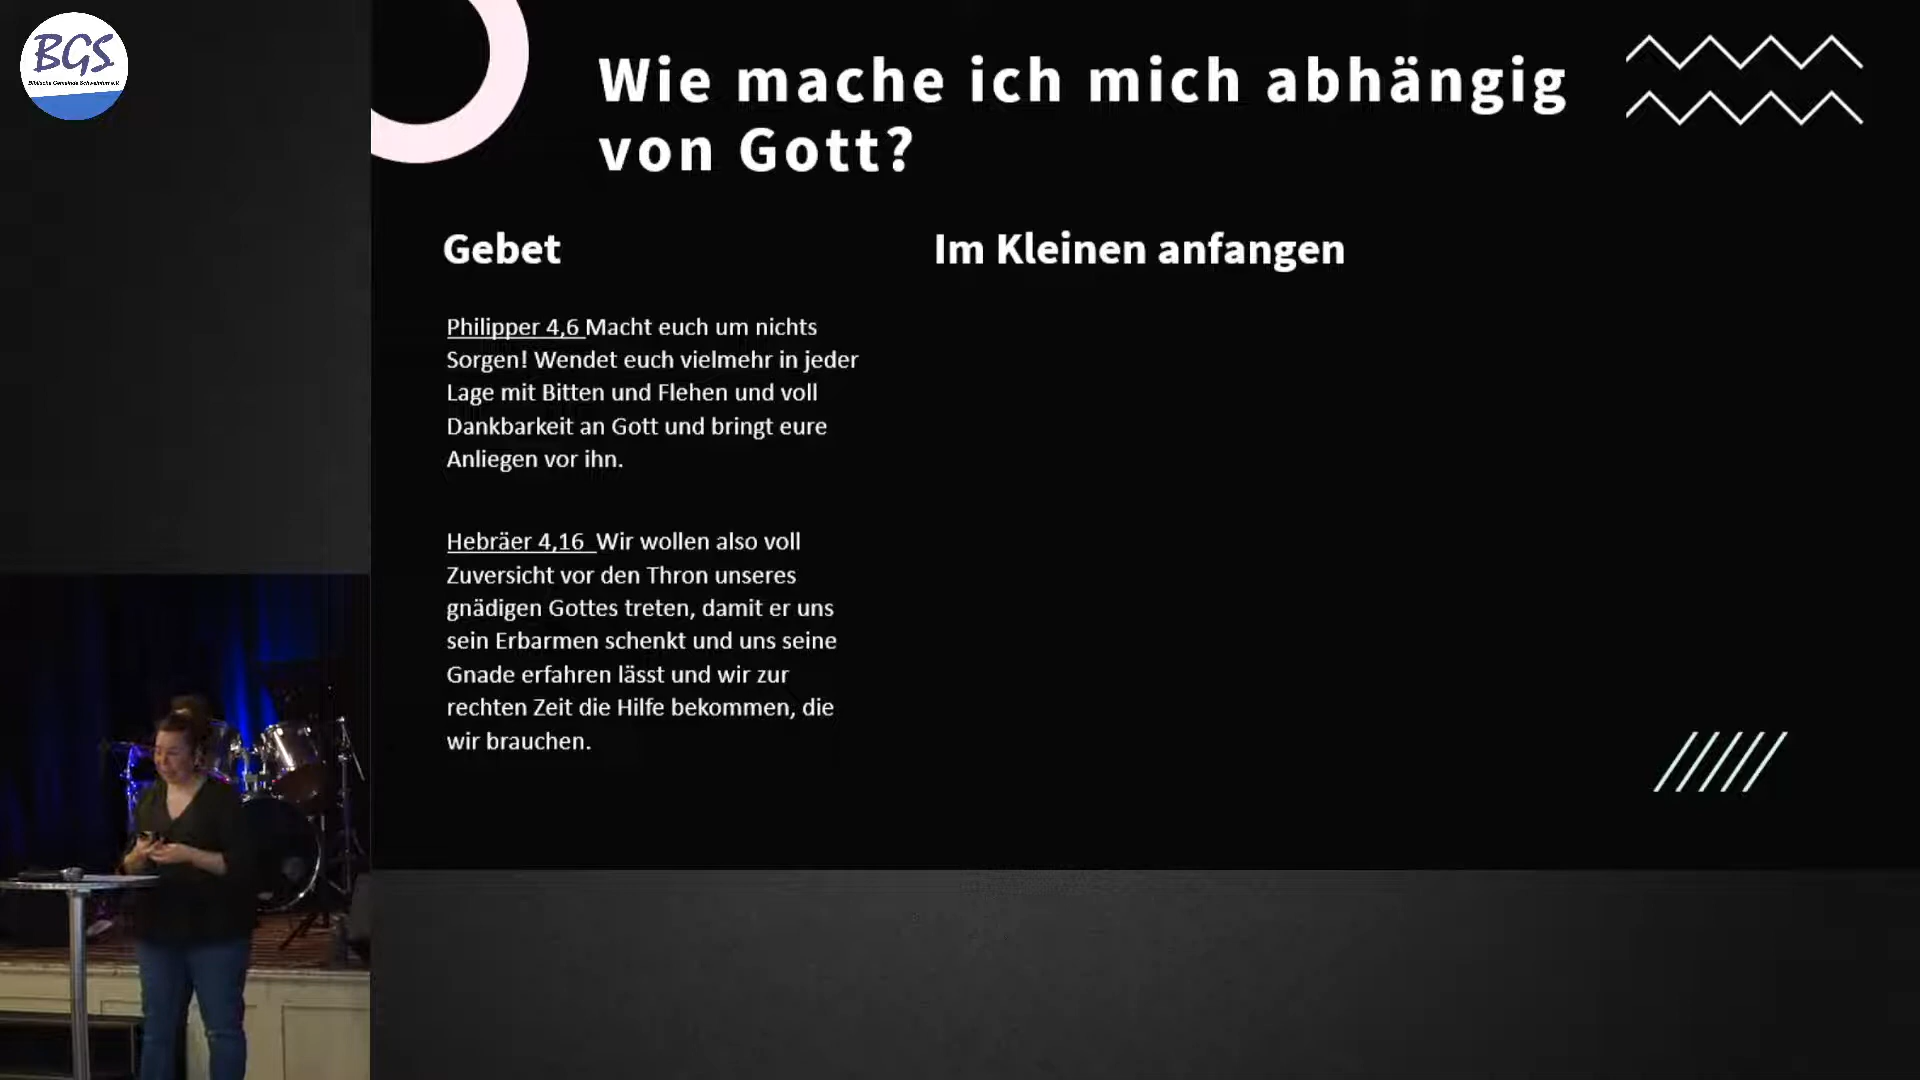 BGS
Biblische Gemeinde Schweinfurt e.V.
Wie mache ich mich abhängig
von Gott?
Gebet
Im Kleinen anfangen
Philipper 4,6 Macht euch um nichts
Sorgen! Wendet euch vielmehr in jeder
Lage mit Bitten und Flehen und voll
Dankbarkeit an Gott und bringt eure
Anliegen vor ihn.
Hebräer 4,16 Wir wollen also voll
Zuversicht vor den Thron unseres
gnädigen Gottes treten, damit er uns
sein Erbarmen schenkt und uns seine
Gnade erfahren lässt und wir zur
rechten Zeit die Hilfe bekommen, die
wir brauchen.